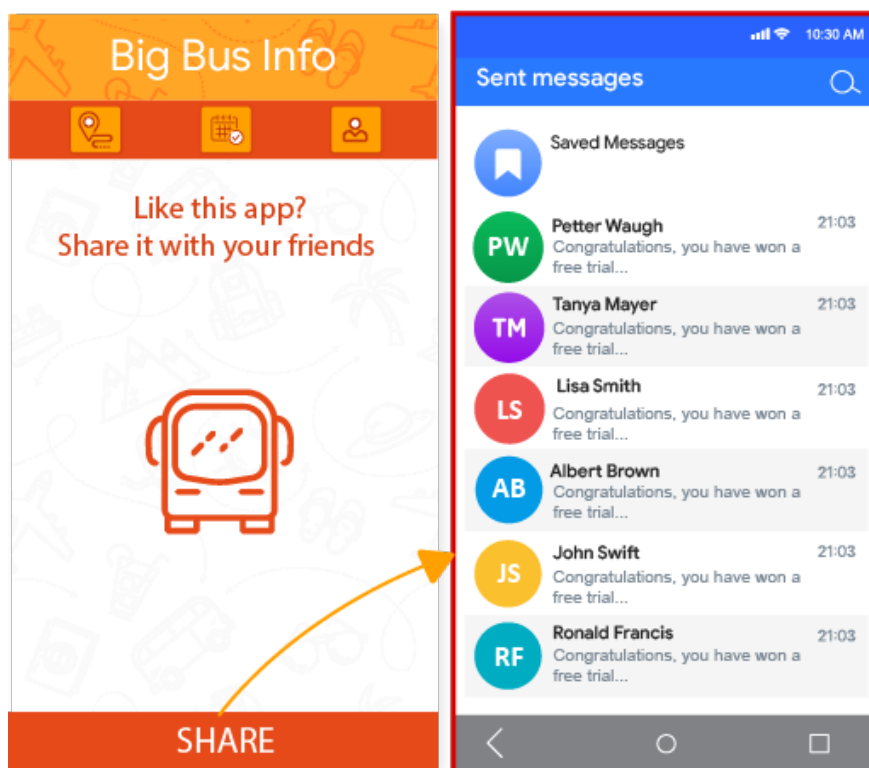 Big Bus Info
Like this app?
Share it with your friends
SHARE
10:30 AM
Sent messages
Saved Messages
PW
Petter Waugh
21:03
Congratulations, you have won a
free trial...
TM
Tanya Mayer
21:03
Congratulations, you have won a
free trial...
LS
Lisa Smith
21:03
Congratulations, you have won a
free trial...
AB
Albert Brown
21:03
Congratulations, you have won a
free trial...
JS
John Swift
21:03
Congratulations, you have won a
free trial...
RF
Ronald Francis
21:03
Congratulations, you have won a
free trial...